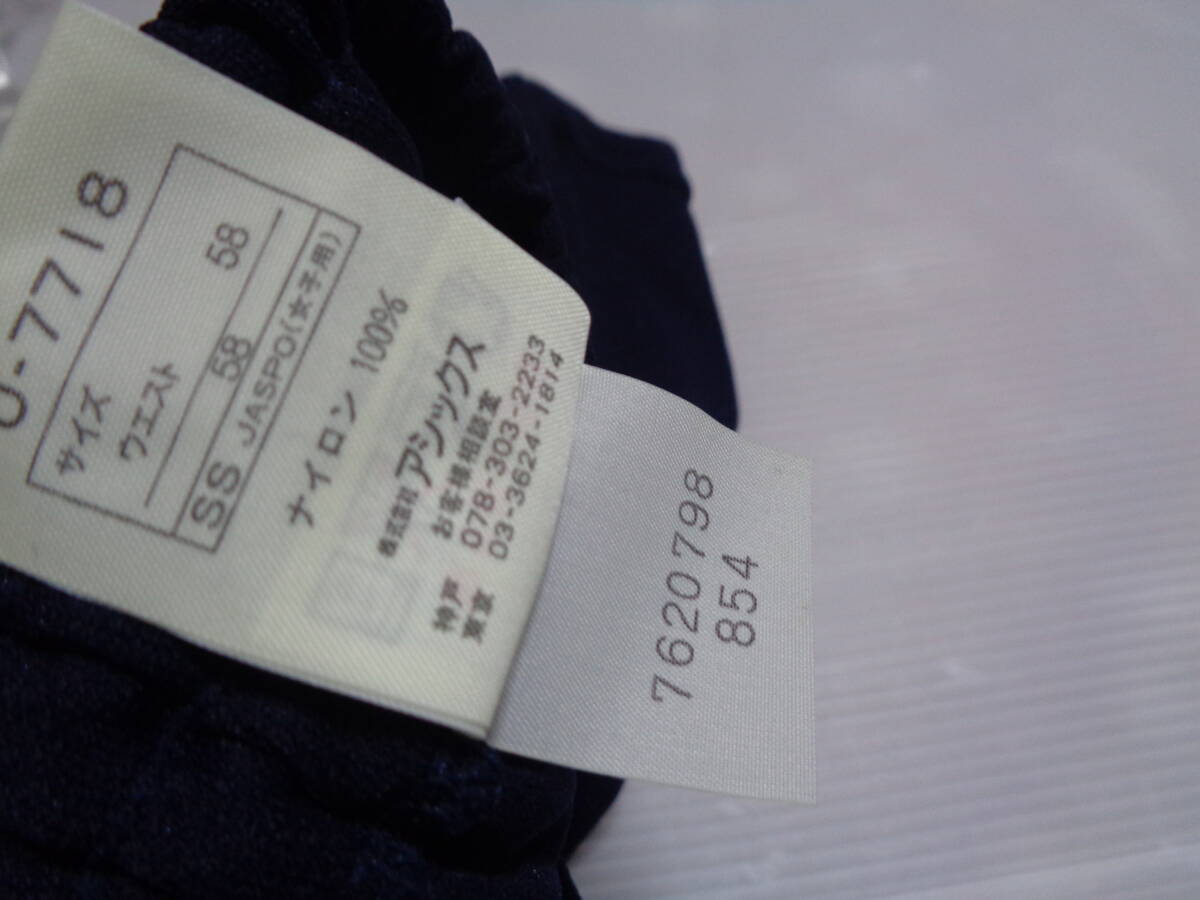 -7718
サイズ
ウエスト 58
58
SS JASPO(女子用)
ナイロン 100%
株式会社アシックス
お客様相談室
神戸 078-303-2233
東京 03-3624-1814
7620798
854